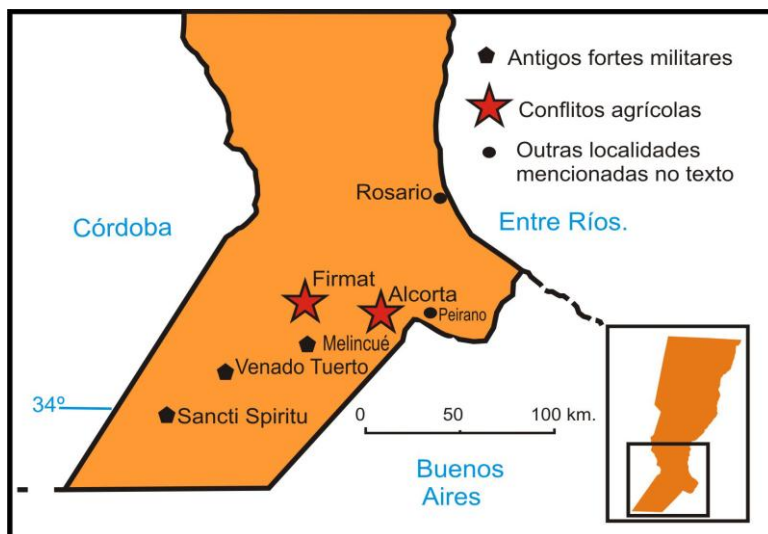 Antigos fortes militares
Conflitos agrícolas
Outras localidades
mencionadas no texto
Rosario
Córdoba
Entre Ríos.
Firmat
Alcorta
Peirano
Melincué
Venado Tuerto
34º
Sancti Spiritu
0 50 100 km.
Buenos
Aires